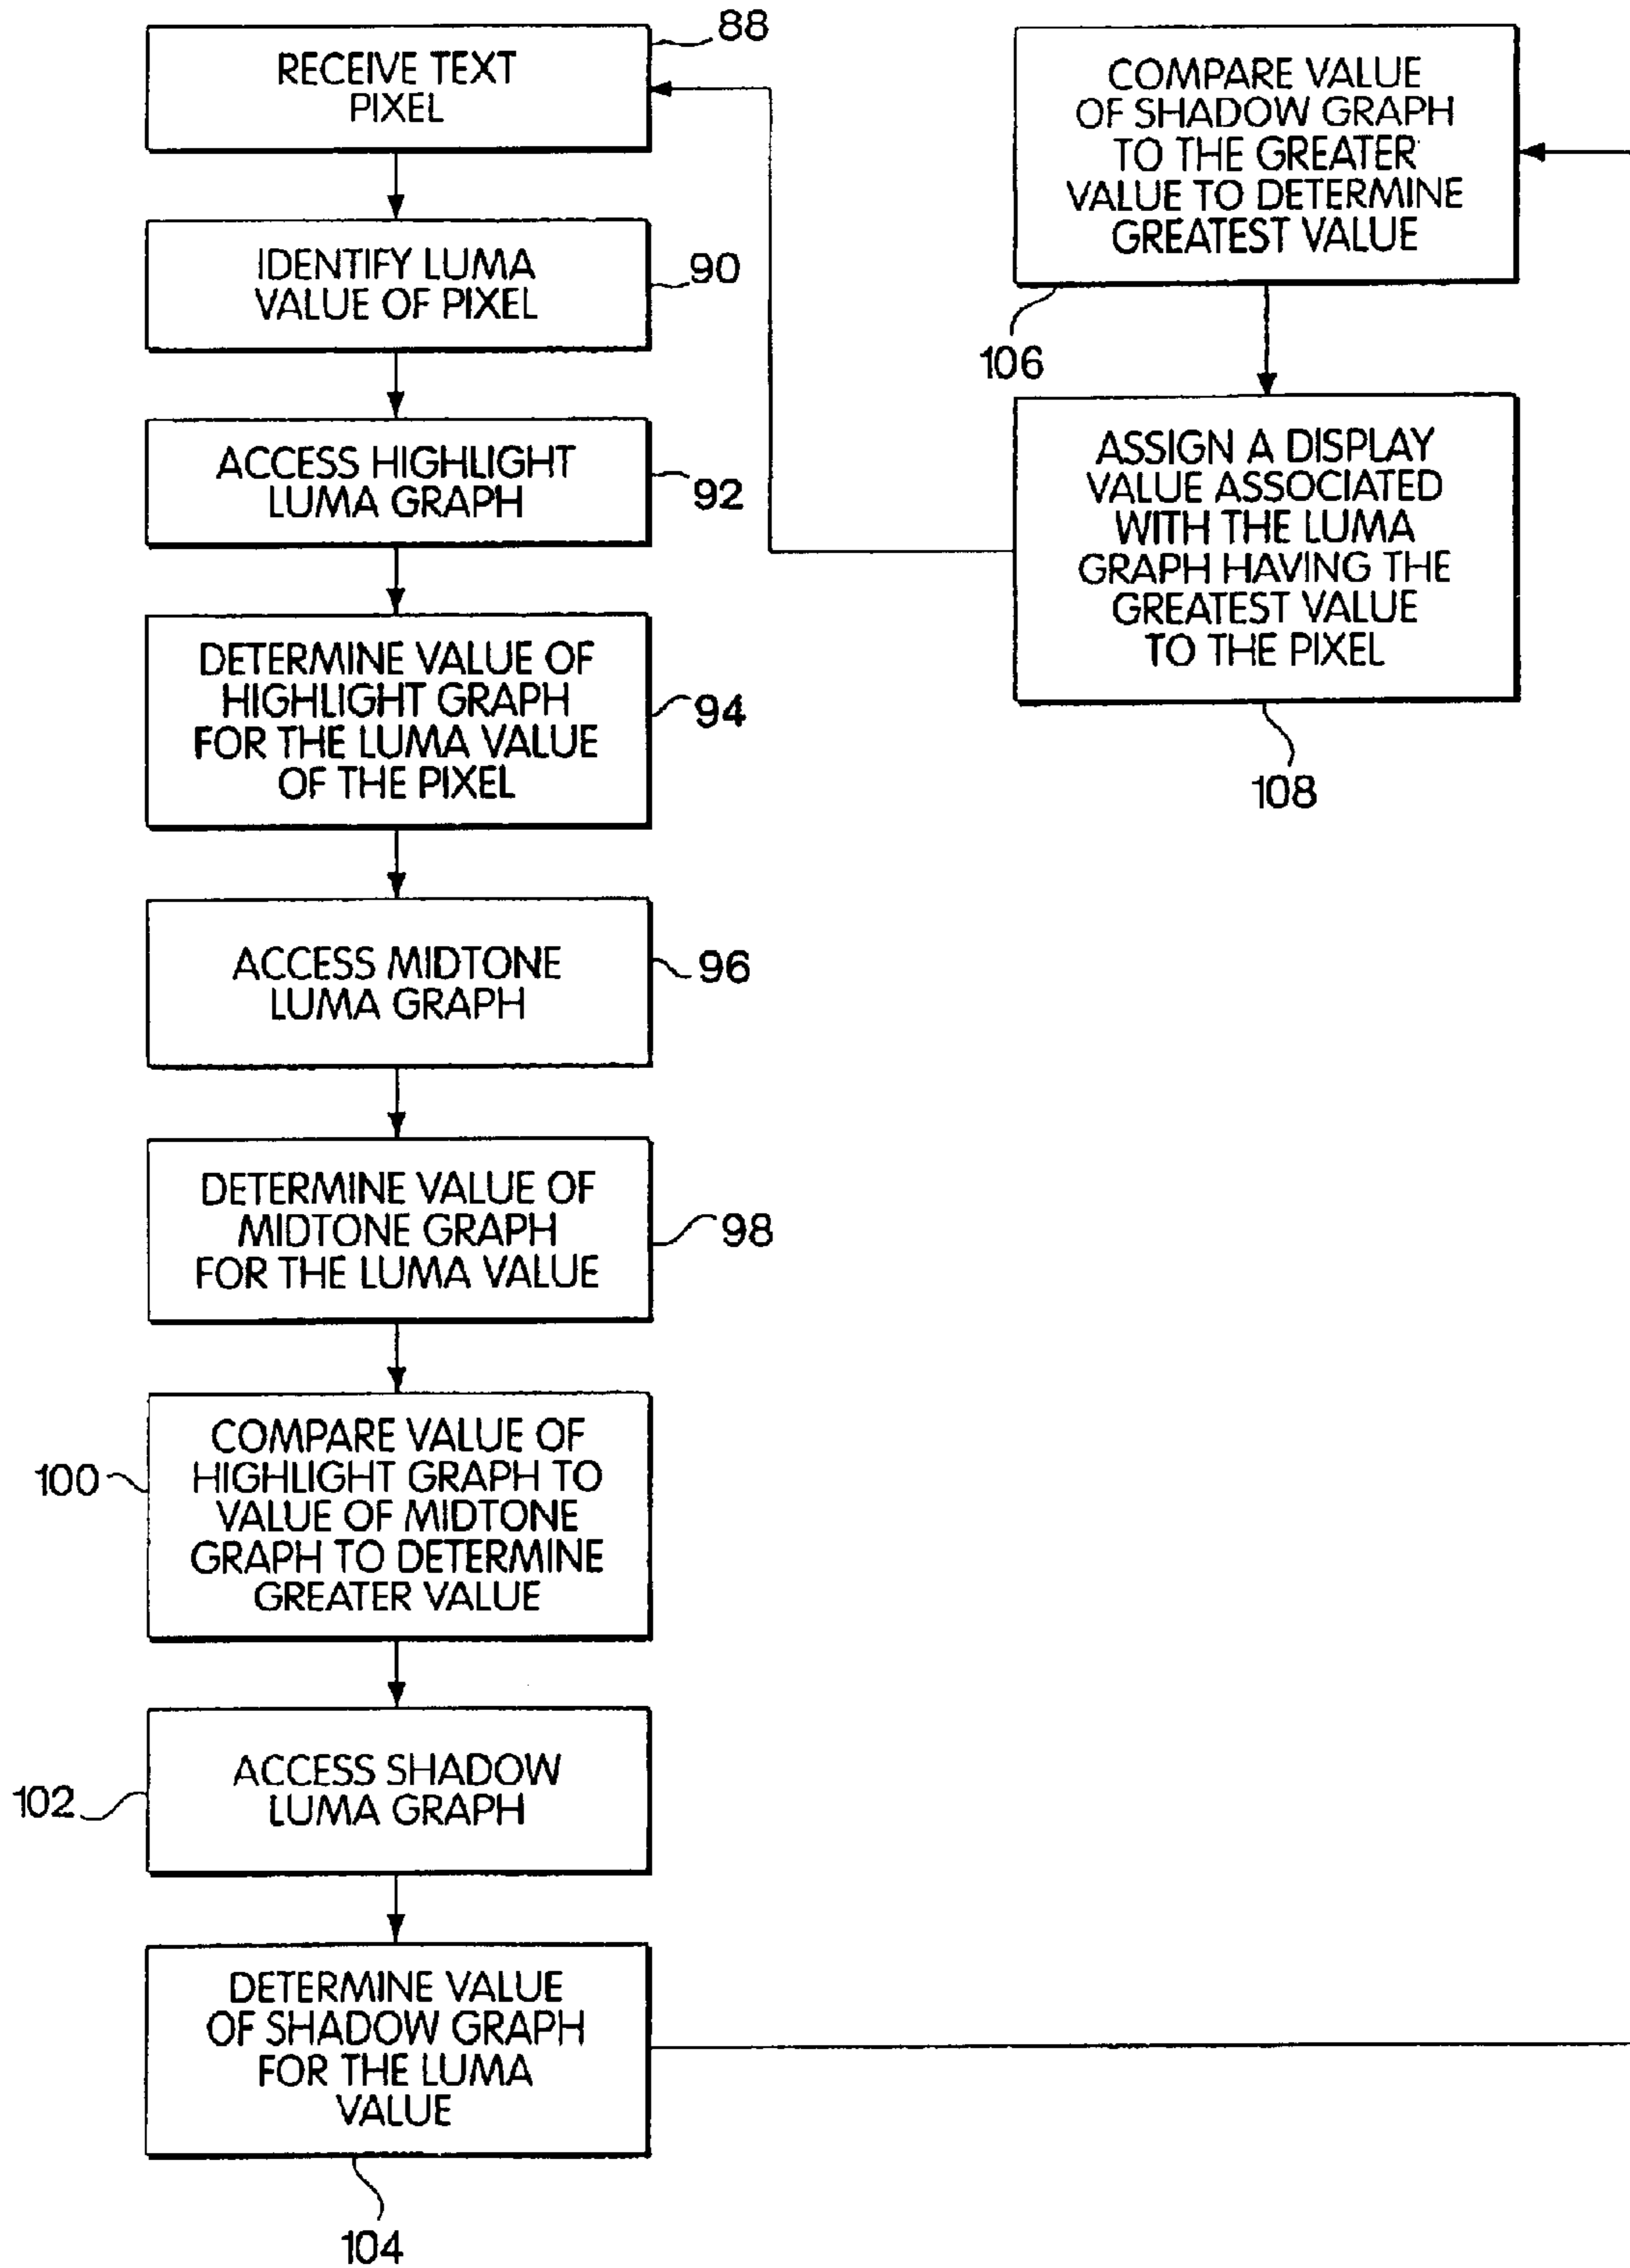 RECEIVE TEXT
PIXEL
88
IDENTIFY LUMA
VALUE OF PIXEL
90
ACCESS HIGHLIGHT
LUMA GRAPH
92
DETERMINE VALUE OF
HIGHLIGHT GRAPH
FOR THE LUMA VALUE
OF THE PIXEL
94
ACCESS MIDTONE
LUMA GRAPH
96
DETERMINE VALUE OF
MIDTONE GRAPH
FOR THE LUMA VALUE
98
COMPARE VALUE OF
HIGHLIGHT GRAPH TO
VALUE OF MIDTONE
GRAPH TO DETERMINE
GREATER VALUE
100
ACCESS SHADOW
LUMA GRAPH
102
DETERMINE VALUE
OF SHADOW GRAPH
FOR THE LUMA
VALUE
104
COMPARE VALUE
OF SHADOW GRAPH
TO THE GREATER
VALUE TO DETERMINE
GREATEST VALUE
106
ASSIGN A DISPLAY
VALUE ASSOCIATED
WITH THE LUMA
GRAPH HAVING THE
GREATEST VALUE
TO THE PIXEL
108